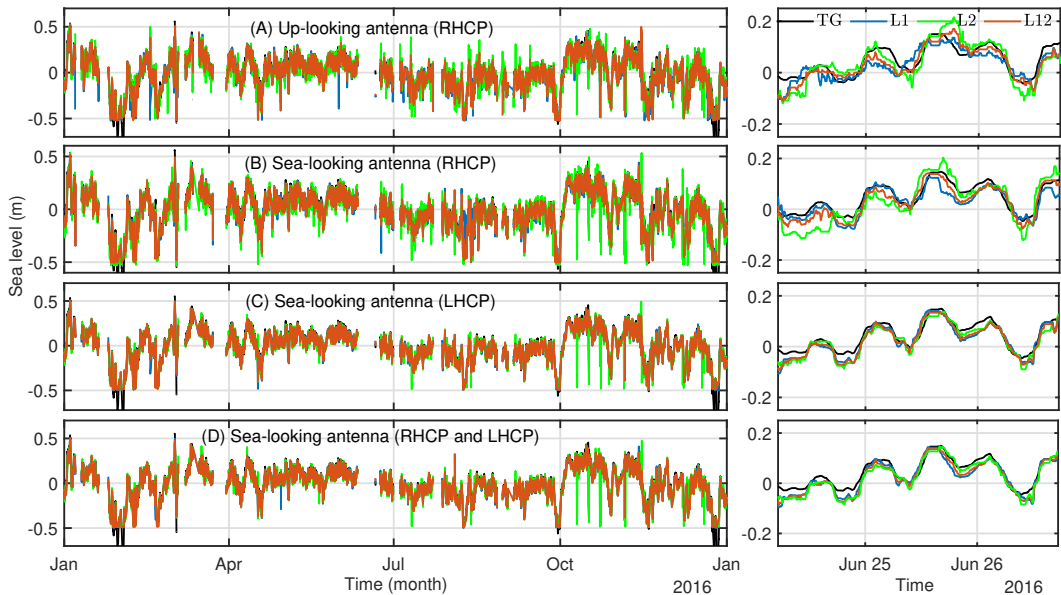 (A) Up-looking antenna (RHCP)
0.5
0
-0.5
TG L1 L2 L12
0.2
0
-0.2
(B) Sea-looking antenna (RHCP)
0.5
0
-0.5
0.2
0
-0.2
Sea level (m)
(C) Sea-looking antenna (LHCP)
0.5
0
-0.5
0.2
0
-0.2
(D) Sea-looking antenna (RHCP and LHCP)
0.5
0
-0.5
0.2
0
-0.2
Jan Apr Jul Oct Jan
Time (month)
2016
Jun 25 Jun 26
Time
2016